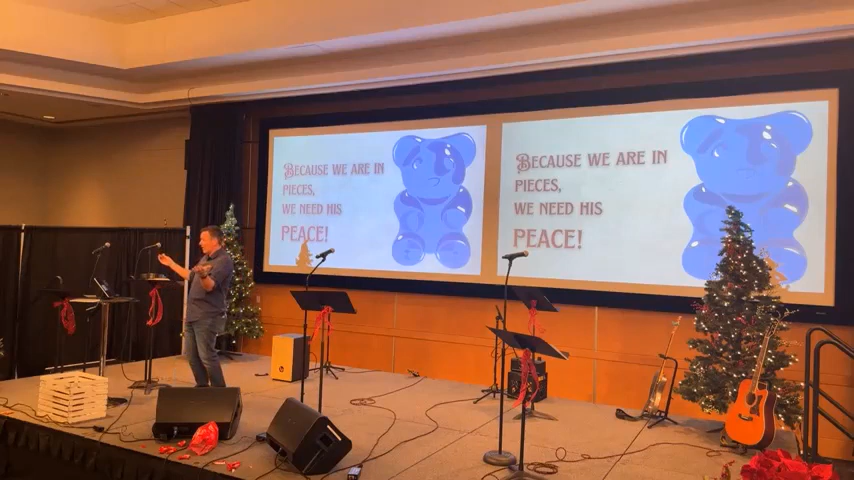 Because we are in
pieces,
we need his
peace!
Because we are in
pieces,
we need his
peace!